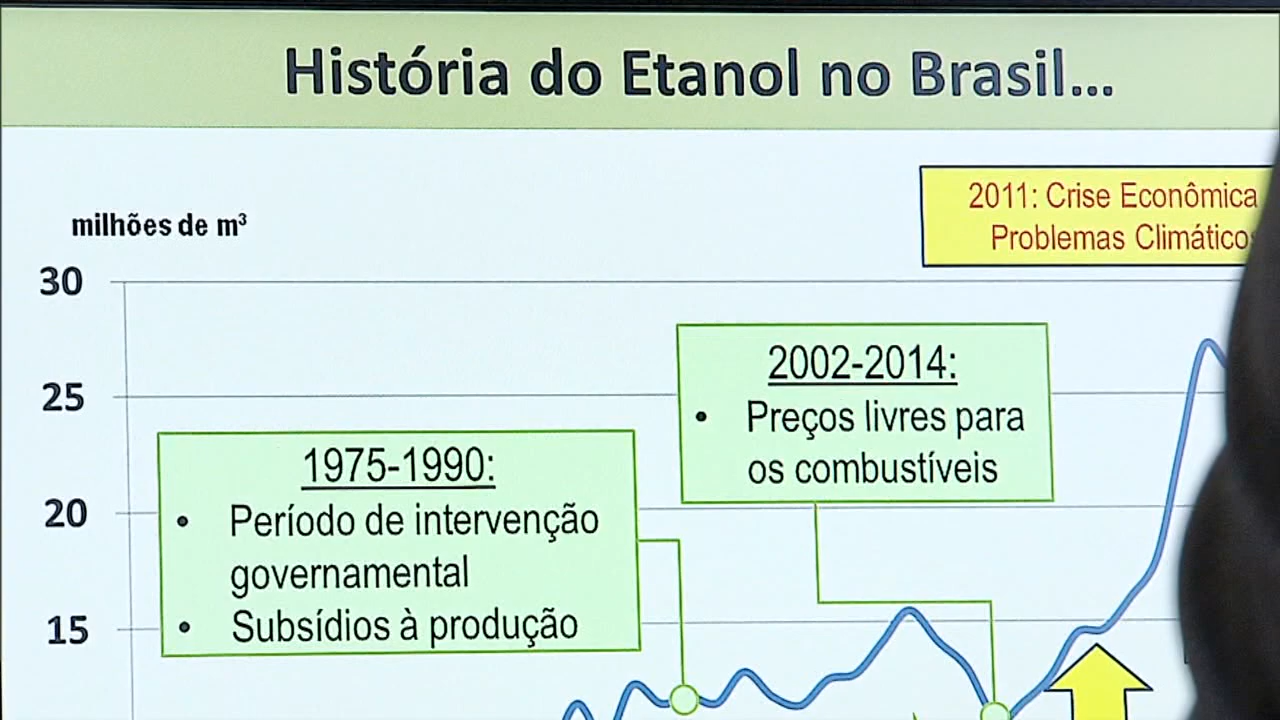 História do Etanol no Brasil...
2011: Crise Econômica
Problemas Climáticos
milhões de m³
30
25
20
15
2002-2014:
• Preços livres para
os combustíveis
1975-1990:
• Período de intervenção
governamental
• Subsídios à produção